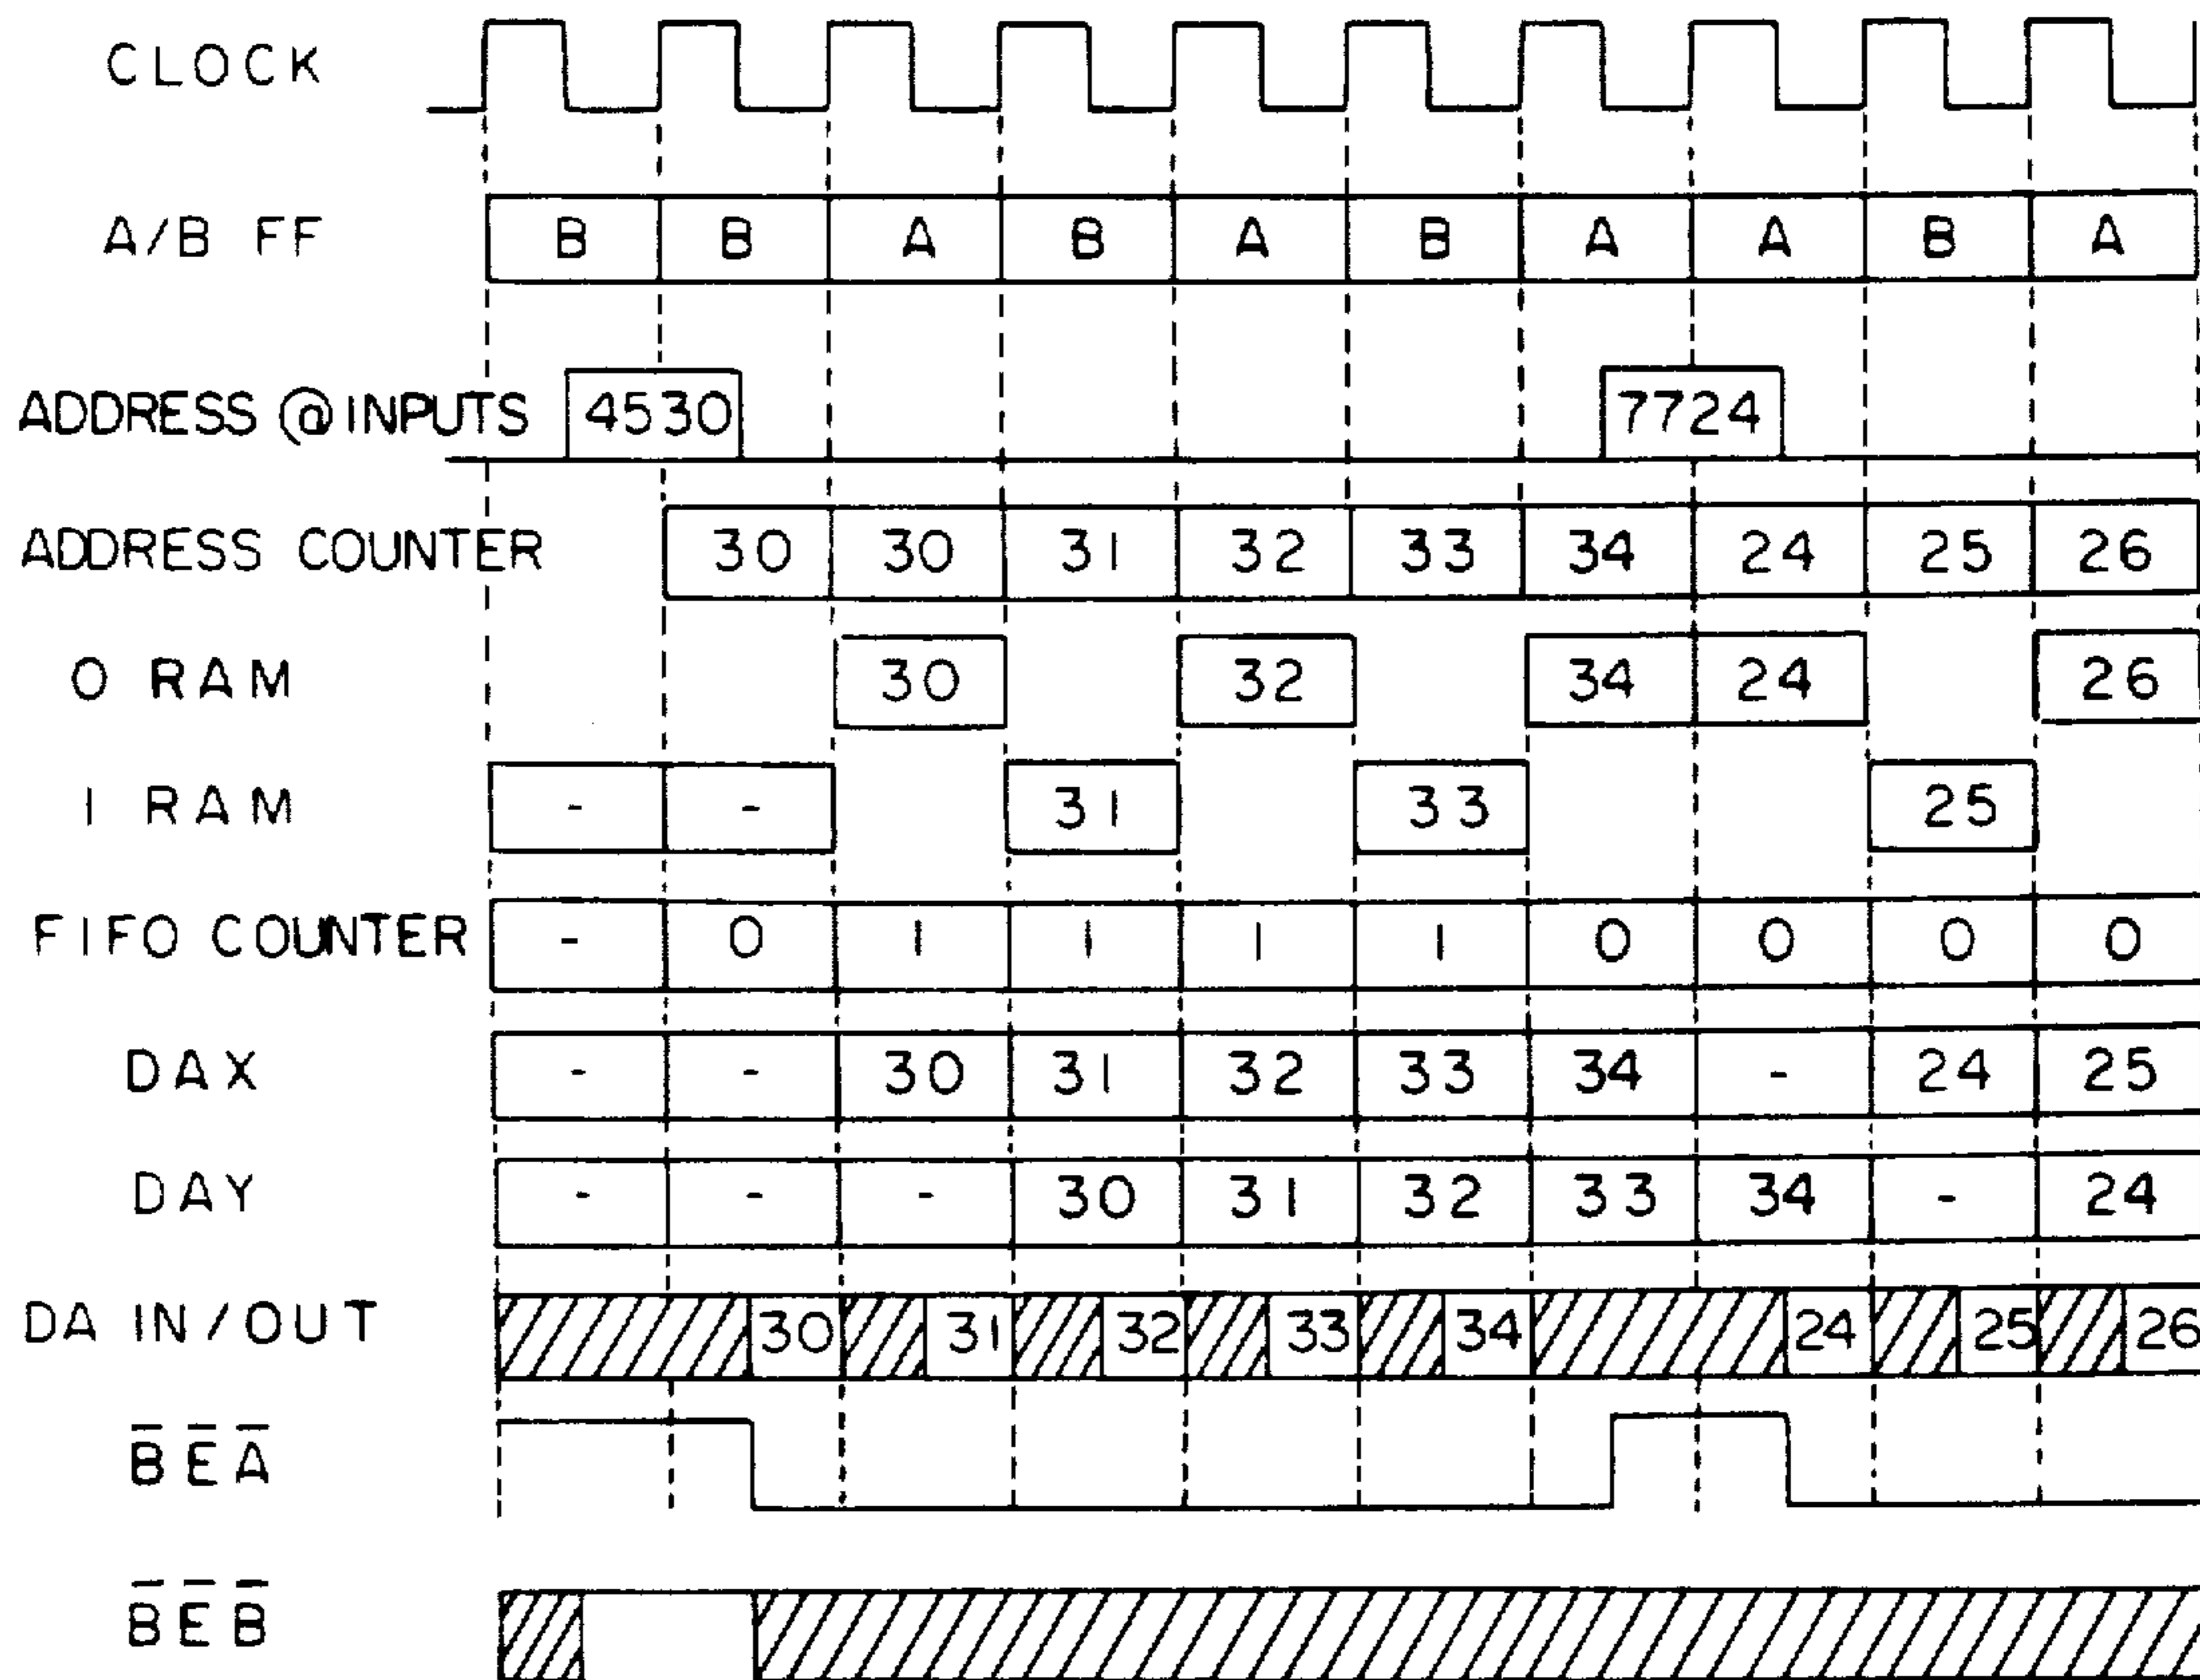 CLOCK
A/B FF B B A B A B A A B A
ADDRESS @ INPUTS 4530 7724
ADDRESS COUNTER 30 30 31 32 33 34 24 25 26
0 RAM 30 32 34 24 26
1 RAM - - 31 33 25
FIFO COUNTER - 0 1 1 1 1 0 0 0 0
DAX - - 30 31 32 33 34 - 24 25
DAY - - - 30 31 32 33 34 - 24
DA IN/OUT 30 31 32 33 34 24 25 26
B̅E̅A̅
B̅E̅B̅